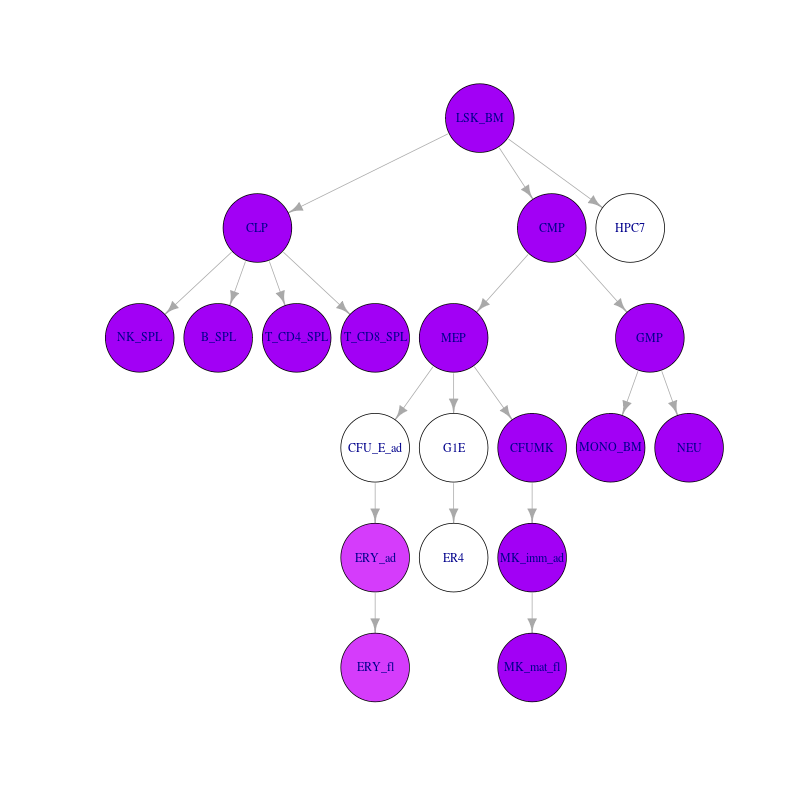 LSK_BM
CLP
CMP
HPC7
NK_SPL
B_SPL
T_CD4_SPL
T_CD8_SPL
MEP
GMP
CFU_E_ad
G1E
CFUMK
MONO_BM
NEU
ERY_ad
ER4
MK_imm_ad
ERY_fl
MK_mat_fl